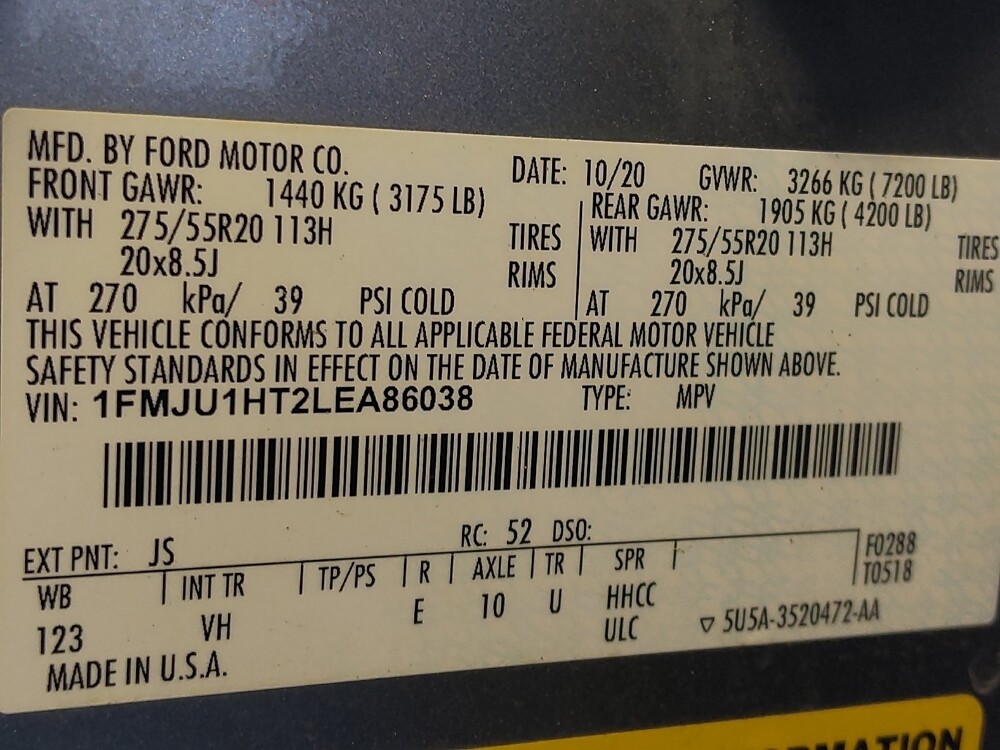 MFD. BY FORD MOTOR CO.
DATE: 10/20 GVWR: 3266 KG ( 7200 LB)
FRONT GAWR: 1440 KG ( 3175 LB)
REAR GAWR: 1905 KG ( 4200 LB)
WITH 275/55R20 113H TIRES
WITH 275/55R20 113H TIRES
20x8.5J RIMS
20x8.5J RIMS
AT 270 kPa/ 39 PSI COLD
AT 270 kPa/ 39 PSI COLD
THIS VEHICLE CONFORMS TO ALL APPLICABLE FEDERAL MOTOR VEHICLE
SAFETY STANDARDS IN EFFECT ON THE DATE OF MANUFACTURE SHOWN ABOVE.
VIN: 1FMJU1HT2LEA86038 TYPE: MPV
EXT PNT: JS RC: 52 DSO:
WB INT TR TP/PS R AXLE TR SPR F0288
T0518
123 VH E 10 U HHCC
ULC ▽ 5U5A-3520472-AA
MADE IN U.S.A.